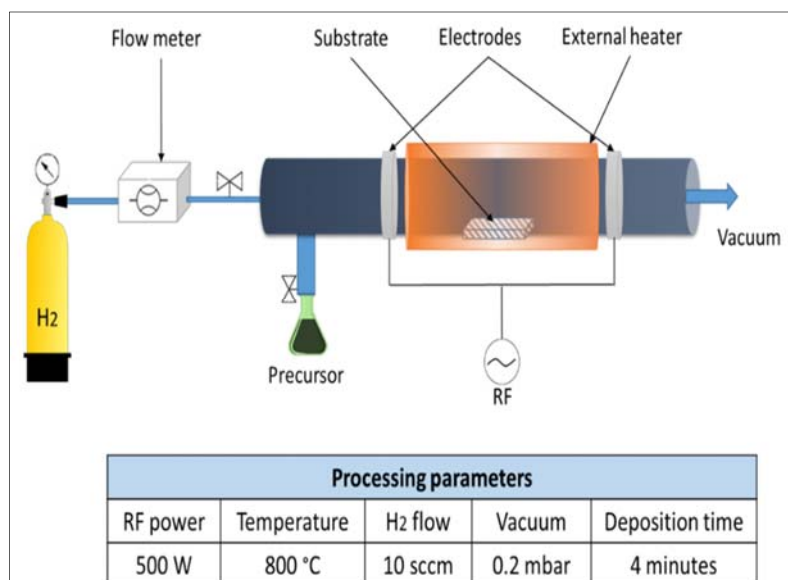 Flow meter
Substrate
Electrodes
External heater
Vacuum
H2
Precursor
RF
Processing parameters
RF power Temperature H2 flow Vacuum Deposition time
500 W 800 °C 10 sccm 0.2 mbar 4 minutes